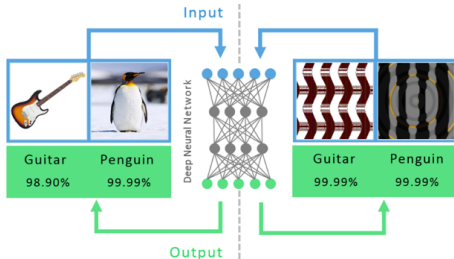 Input
Deep Neural Network
Guitar Penguin
98.90% 99.99%
Guitar Penguin
99.99% 99.99%
Output